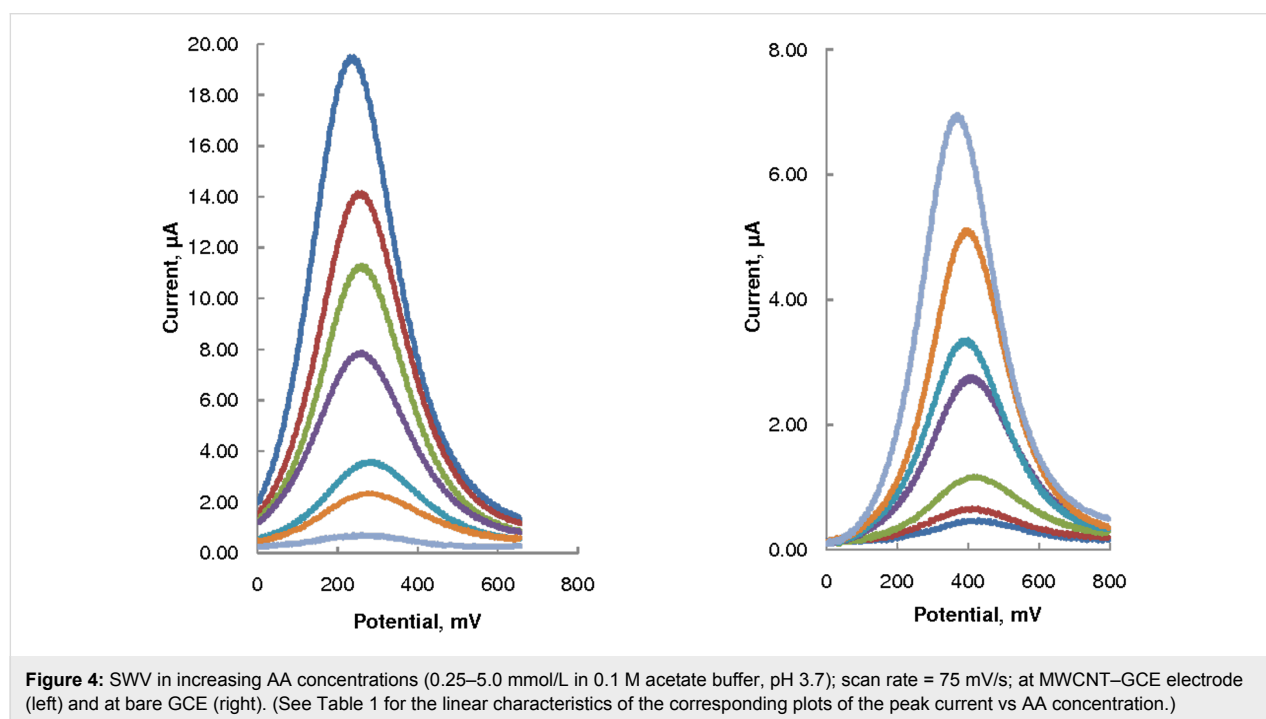 20.00
18.00
16.00
14.00
12.00
10.00
8.00
6.00
4.00
2.00
0.00
Current, µA
0 200 400 600 800
Potential, mV
8.00
6.00
4.00
2.00
0.00
Current, µA
0 200 400 600 800
Potential, mV
Figure 4: SWV in increasing AA concentrations (0.25–5.0 mmol/L in 0.1 M acetate buffer, pH 3.7); scan rate = 75 mV/s; at MWCNT–GCE electrode
(left) and at bare GCE (right). (See Table 1 for the linear characteristics of the corresponding plots of the peak current vs AA concentration.)